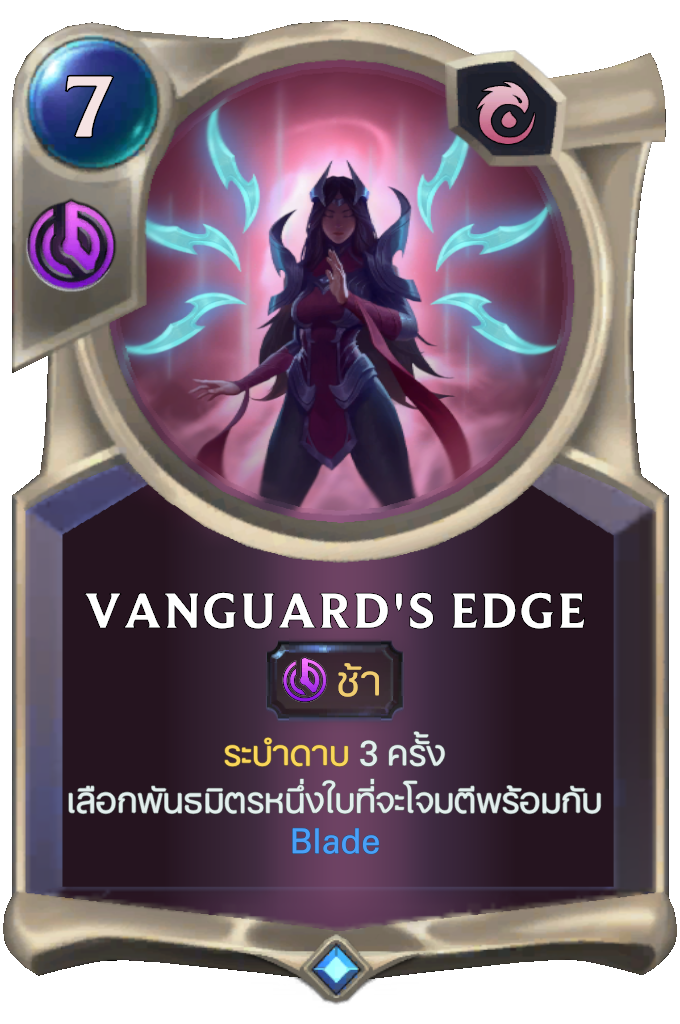 7
VANGUARD'S EDGE
ช้า
ระบำดาบ 3 ครั้ง
เลือกพันธมิตรหนึ่งใบที่จะโจมตีพร้อมกับ
Blade